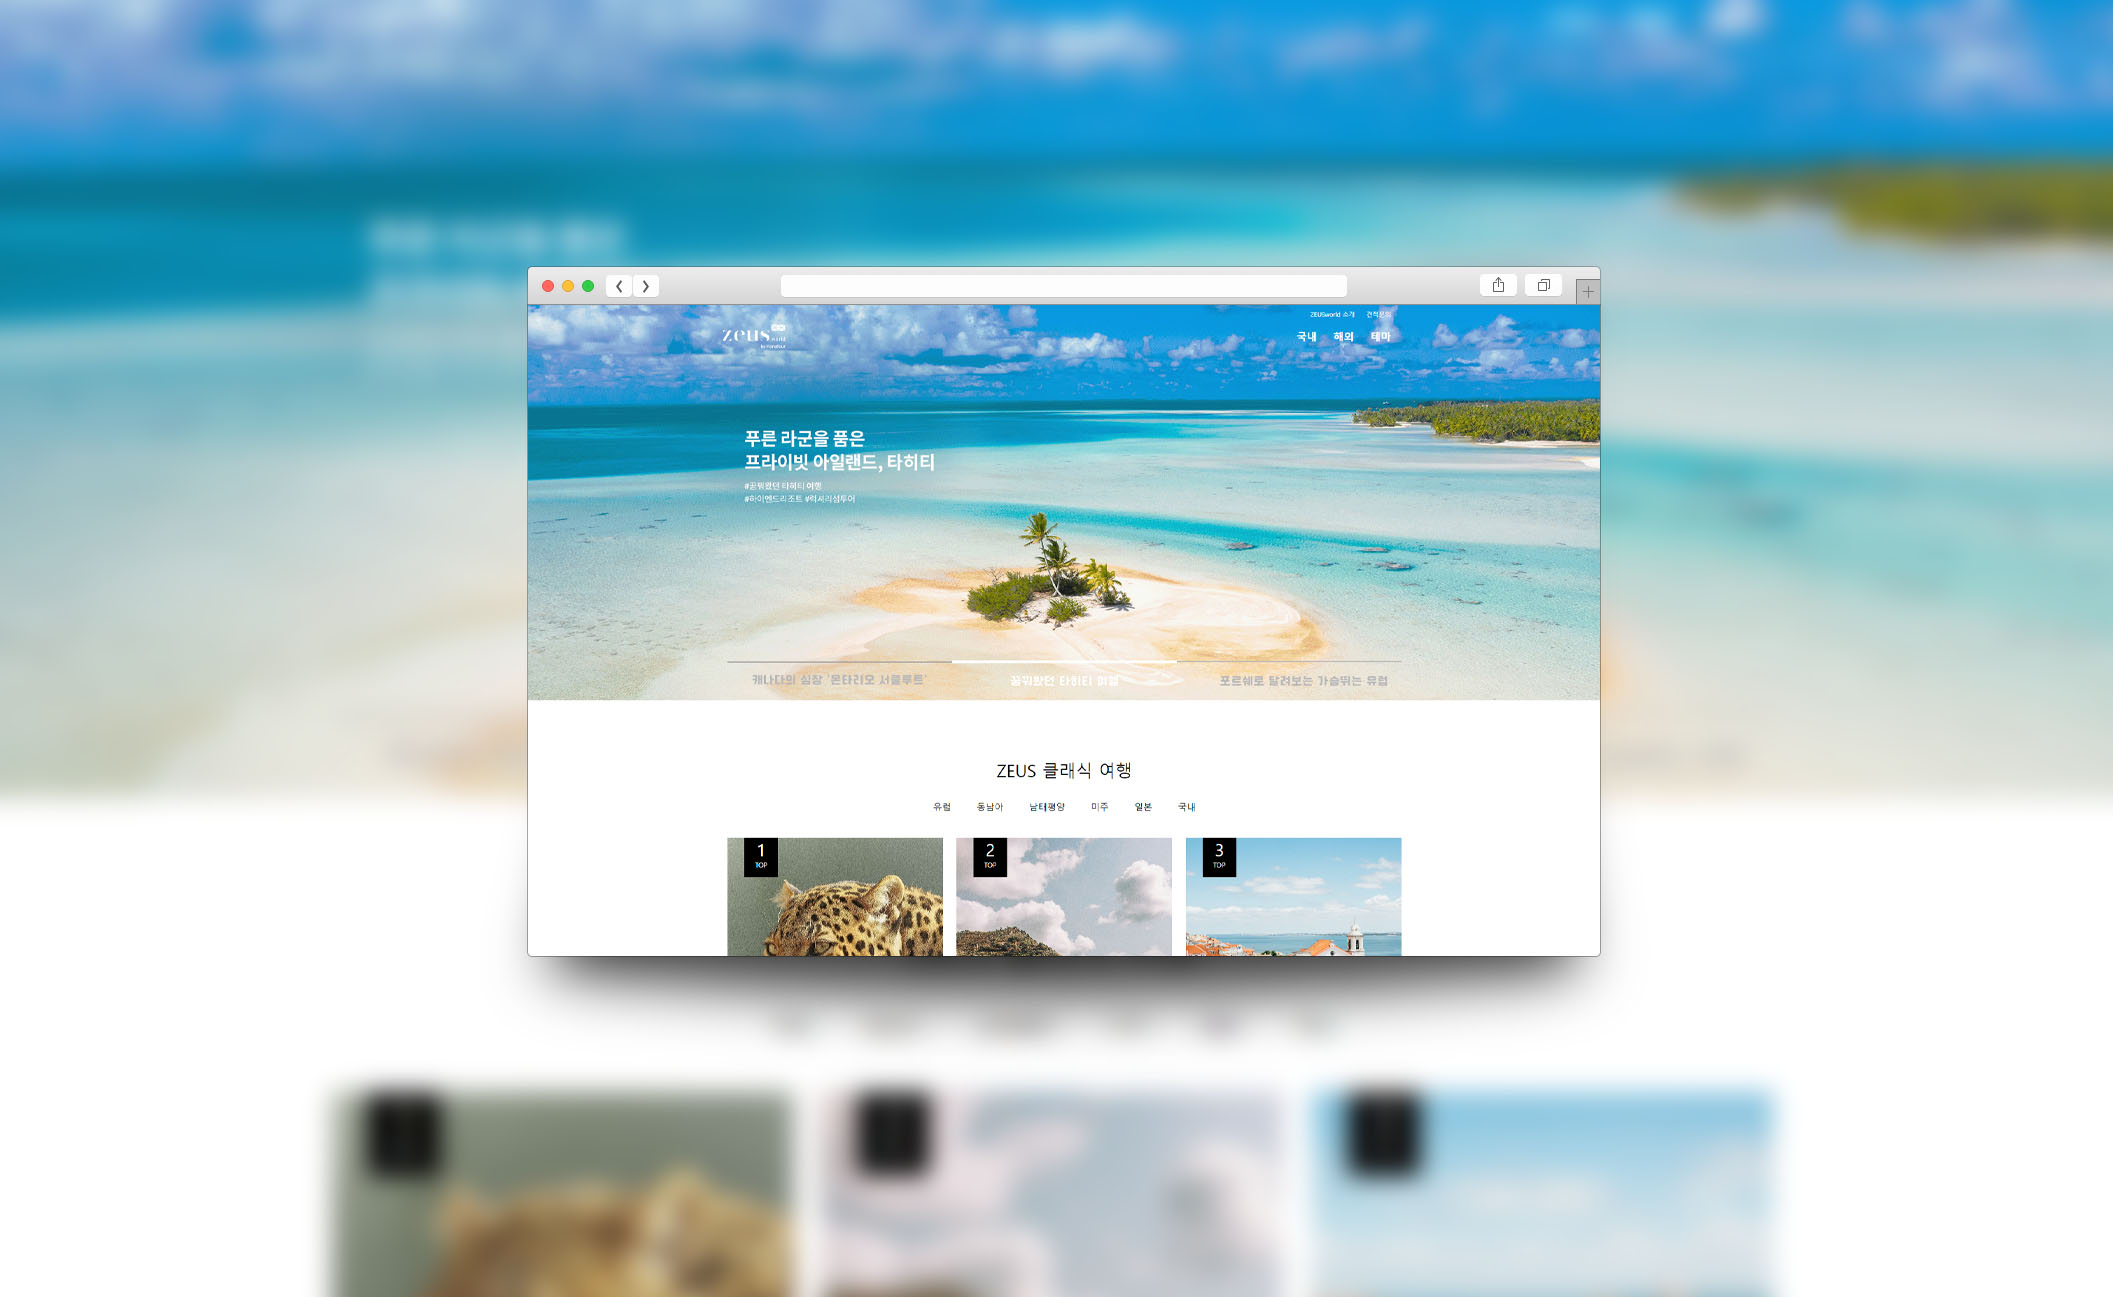 ZEUSworld 소개 견적문의
zeus world
by hanatour
국내 해외 테마
푸른 라군을 품은
프라이빗 아일랜드, 타히티
#꿈꿔왔던 타히티 여행
#하이엔드리조트 #럭셔리섬투어
캐나다의 심장 '온타리오 서클루트'
꿈꿔왔던 타히티 여행
포르쉐로 달려보는 가슴뛰는 유럽
ZEUS 클래식 여행
유럽 동남아 남태평양 미주 일본 국내
1 2 3
TOP TOP TOP